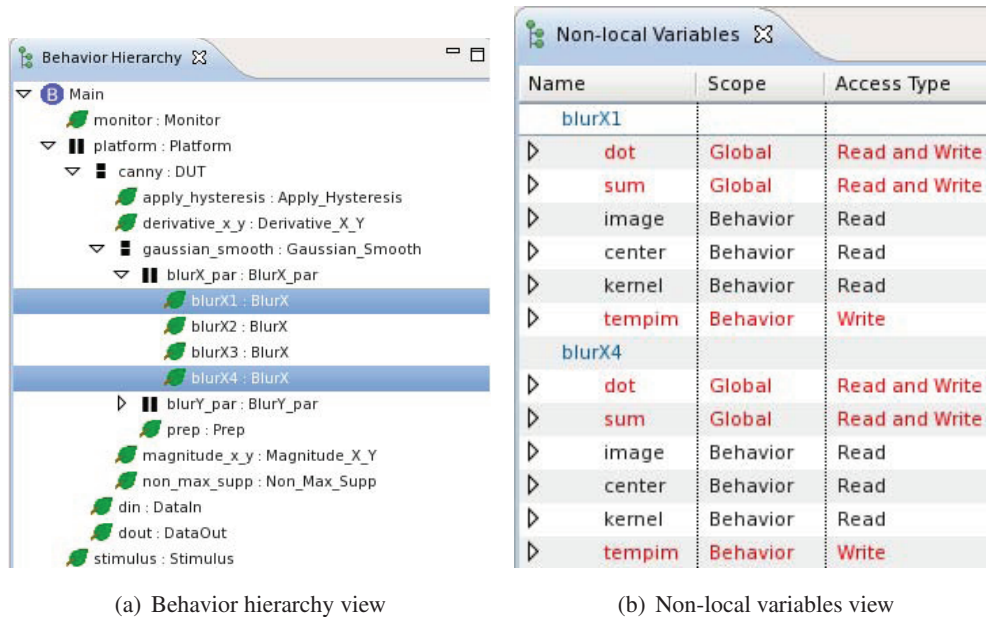 Behavior Hierarchy
B Main
monitor : Monitor
platform : Platform
canny : DUT
apply_hysteresis : Apply_Hysteresis
derivative_x_y : Derivative_X_Y
gaussian_smooth : Gaussian_Smooth
blurX_par : BlurX_par
blurX1 : BlurX
blurX2 : BlurX
blurX3 : BlurX
blurX4 : BlurX
blurY_par : BlurY_par
prep : Prep
magnitude_x_y : Magnitude_X_Y
non_max_supp : Non_Max_Supp
din : DataIn
dout : DataOut
stimulus : Stimulus
(a) Behavior hierarchy view
Non-local Variables
Name Scope Access Type
blurX1
dot Global Read and Write
sum Global Read and Write
image Behavior Read
center Behavior Read
kernel Behavior Read
tempim Behavior Write
blurX4
dot Global Read and Write
sum Global Read and Write
image Behavior Read
center Behavior Read
kernel Behavior Read
tempim Behavior Write
(b) Non-local variables view